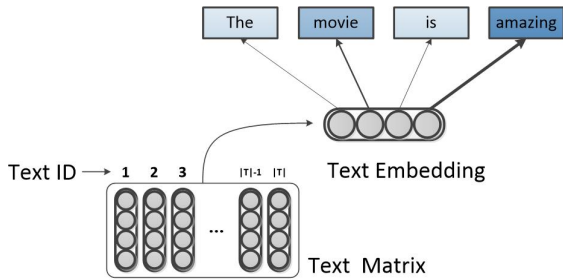 The movie is amazing
Text Embedding
Text ID 1 2 3 |T|-1 |T|
...
Text Matrix